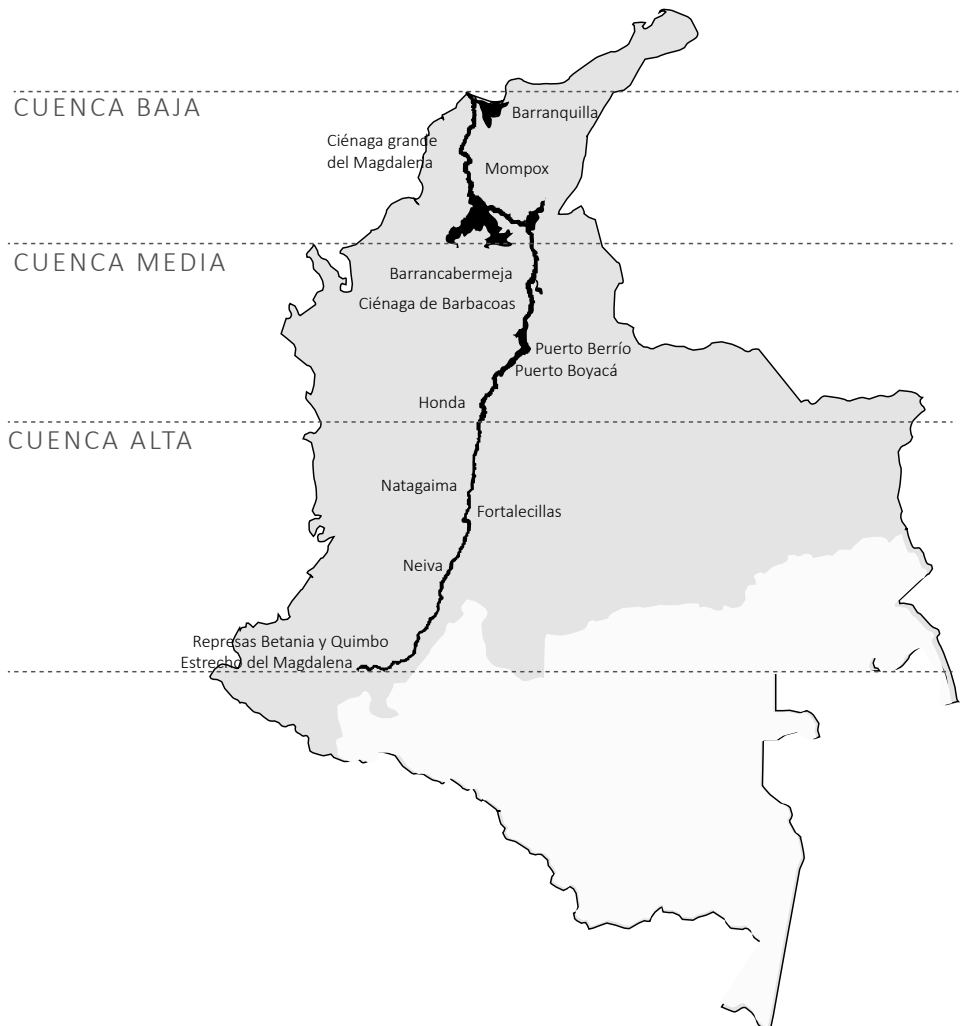 CUENCA BAJA
Barranquilla
Ciénaga grande
del Magdalena
Mompox
CUENCA MEDIA
Barrancabermeja
Ciénaga de Barbacoas
Puerto Berrío
Puerto Boyacá
Honda
CUENCA ALTA
Natagaima
Fortalecillas
Neiva
Represas Betania y Quimbo
Estrecho del Magdalena